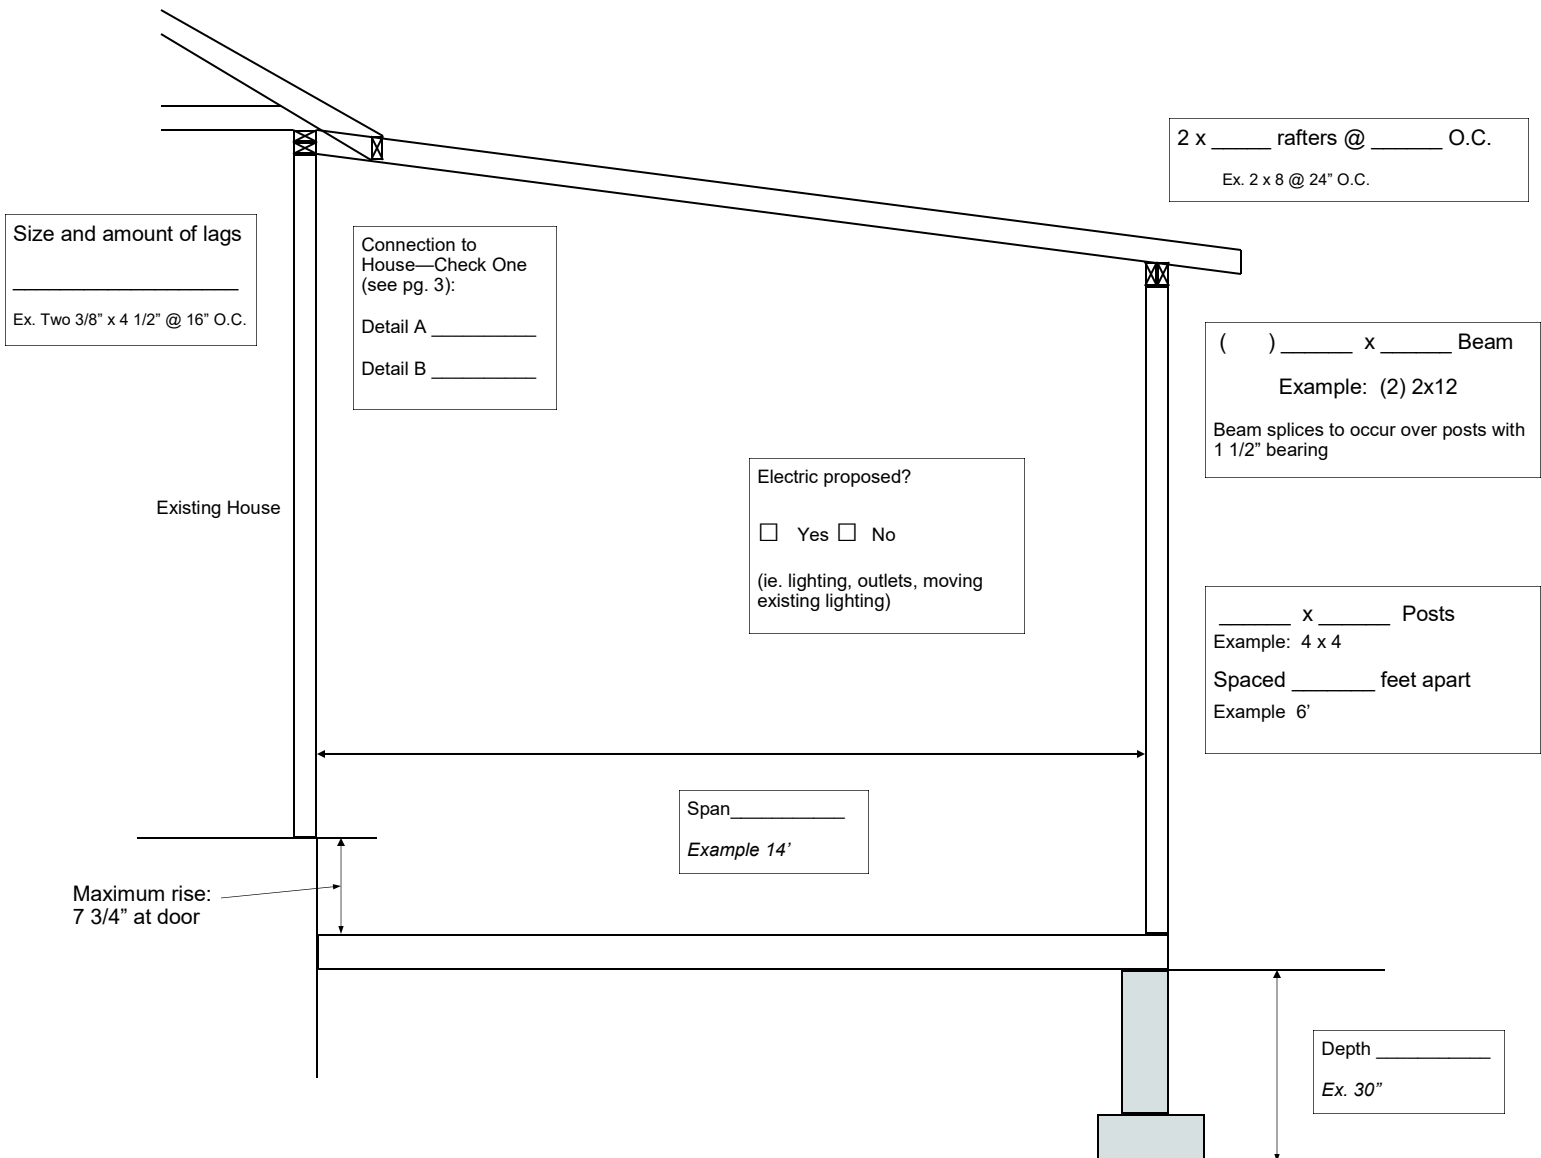 2 x _____ rafters @ ______ O.C.
Ex. 2 x 8 @ 24” O.C.
Size and amount of lags
___________________
Ex. Two 3/8” x 4 1/2” @ 16” O.C.
Connection to
House—Check One
(see pg. 3):
Detail A __________
Detail B __________
( ) ______ x ______ Beam
Example: (2) 2x12
Beam splices to occur over posts with
1 1/2” bearing
Electric proposed?
☐ Yes ☐ No
(ie. lighting, outlets, moving
existing lighting)
Existing House
______ x ______ Posts
Example: 4 x 4
Spaced _______ feet apart
Example 6’
Span___________
Example 14’
Maximum rise:
7 3/4” at door
Depth ___________
Ex. 30”